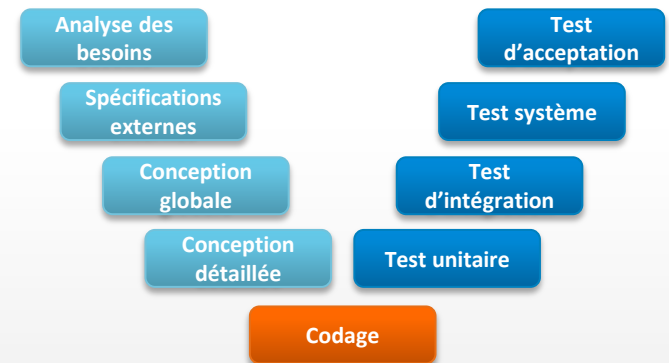 Analyse des
besoins
Test
d'acceptation
Spécifications
externes
Test système
Conception
globale
Test
d'intégration
Conception
détaillée
Test unitaire
Codage